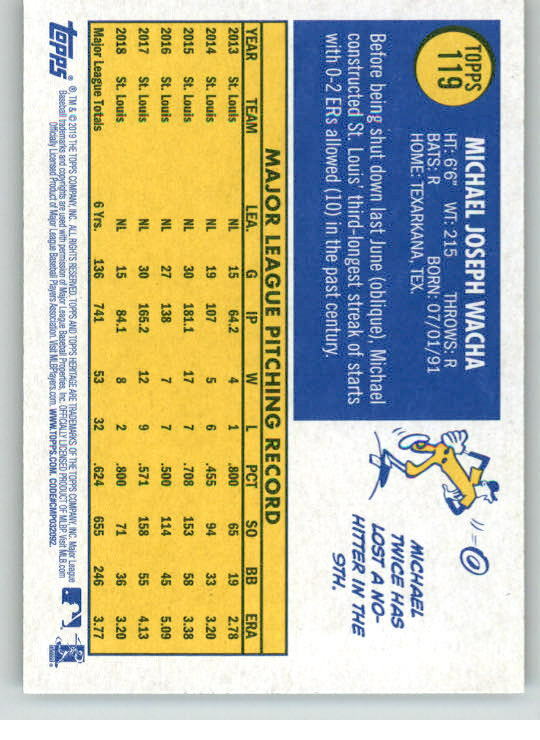 TOPPS
119
MICHAEL JOSEPH WACHA
HT: 6'6" WT: 215 THROWS: R
BATS: R BORN: 07/01/91
HOME: TEXARKANA, TEX.
Before being shut down last June (oblique), Michael
constructed St. Louis' third-longest streak of starts
with 0-2 ERs allowed (10) in the past century.
MICHAEL
TWICE HAS
LOST A NO-
HITTER IN THE
9TH.
MAJOR LEAGUE PITCHING RECORD
YEAR TEAM LEA. G IP W L PCT SO BB ERA
2013 St. Louis NL 15 64.2 4 1 .800 65 19 2.78
2014 St. Louis NL 19 107 5 6 .455 94 33 3.20
2015 St. Louis NL 30 181.1 17 7 .708 153 58 3.38
2016 St. Louis NL 27 138 7 7 .500 114 45 5.09
2017 St. Louis NL 30 165.2 12 9 .571 158 55 4.13
2018 St. Louis NL 15 84.1 8 2 .800 71 36 3.20
Major League Totals 6 Yrs. 136 741 53 32 .624 655 246 3.77
topps
® TM & © 2019 THE TOPPS COMPANY, INC. ALL RIGHTS RESERVED. TOPPS AND TOPPS HERITAGE ARE TRADEMARKS OF THE TOPPS COMPANY, INC. Major League
Baseball trademarks and copyrights are used with permission of Major League Baseball Properties, Inc. OFFICIALLY LICENSED PRODUCT OF MLBP. Visit MLB.com
Officially Licensed Product of Major League Baseball Players Association. Visit MLBPlayers.com. WWW.TOPPS.COM. CODE#CMP032092.